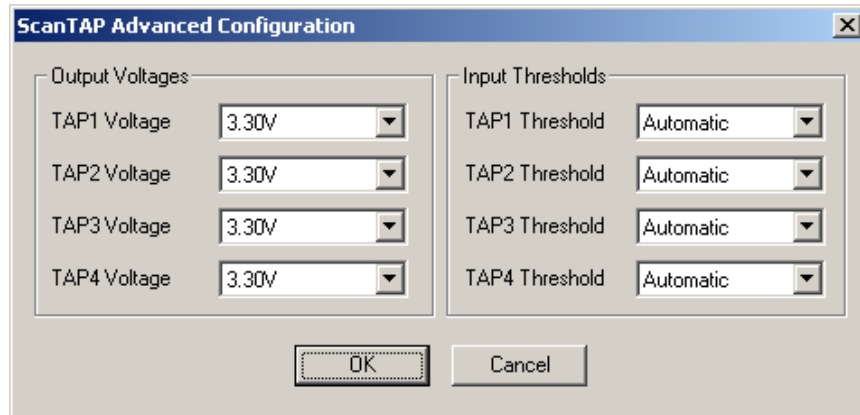 ScanTAP Advanced Configuration
Output Voltages
TAP1 Voltage 3.30V
TAP2 Voltage 3.30V
TAP3 Voltage 3.30V
TAP4 Voltage 3.30V
Input Thresholds
TAP1 Threshold Automatic
TAP2 Threshold Automatic
TAP3 Threshold Automatic
TAP4 Threshold Automatic
OK Cancel